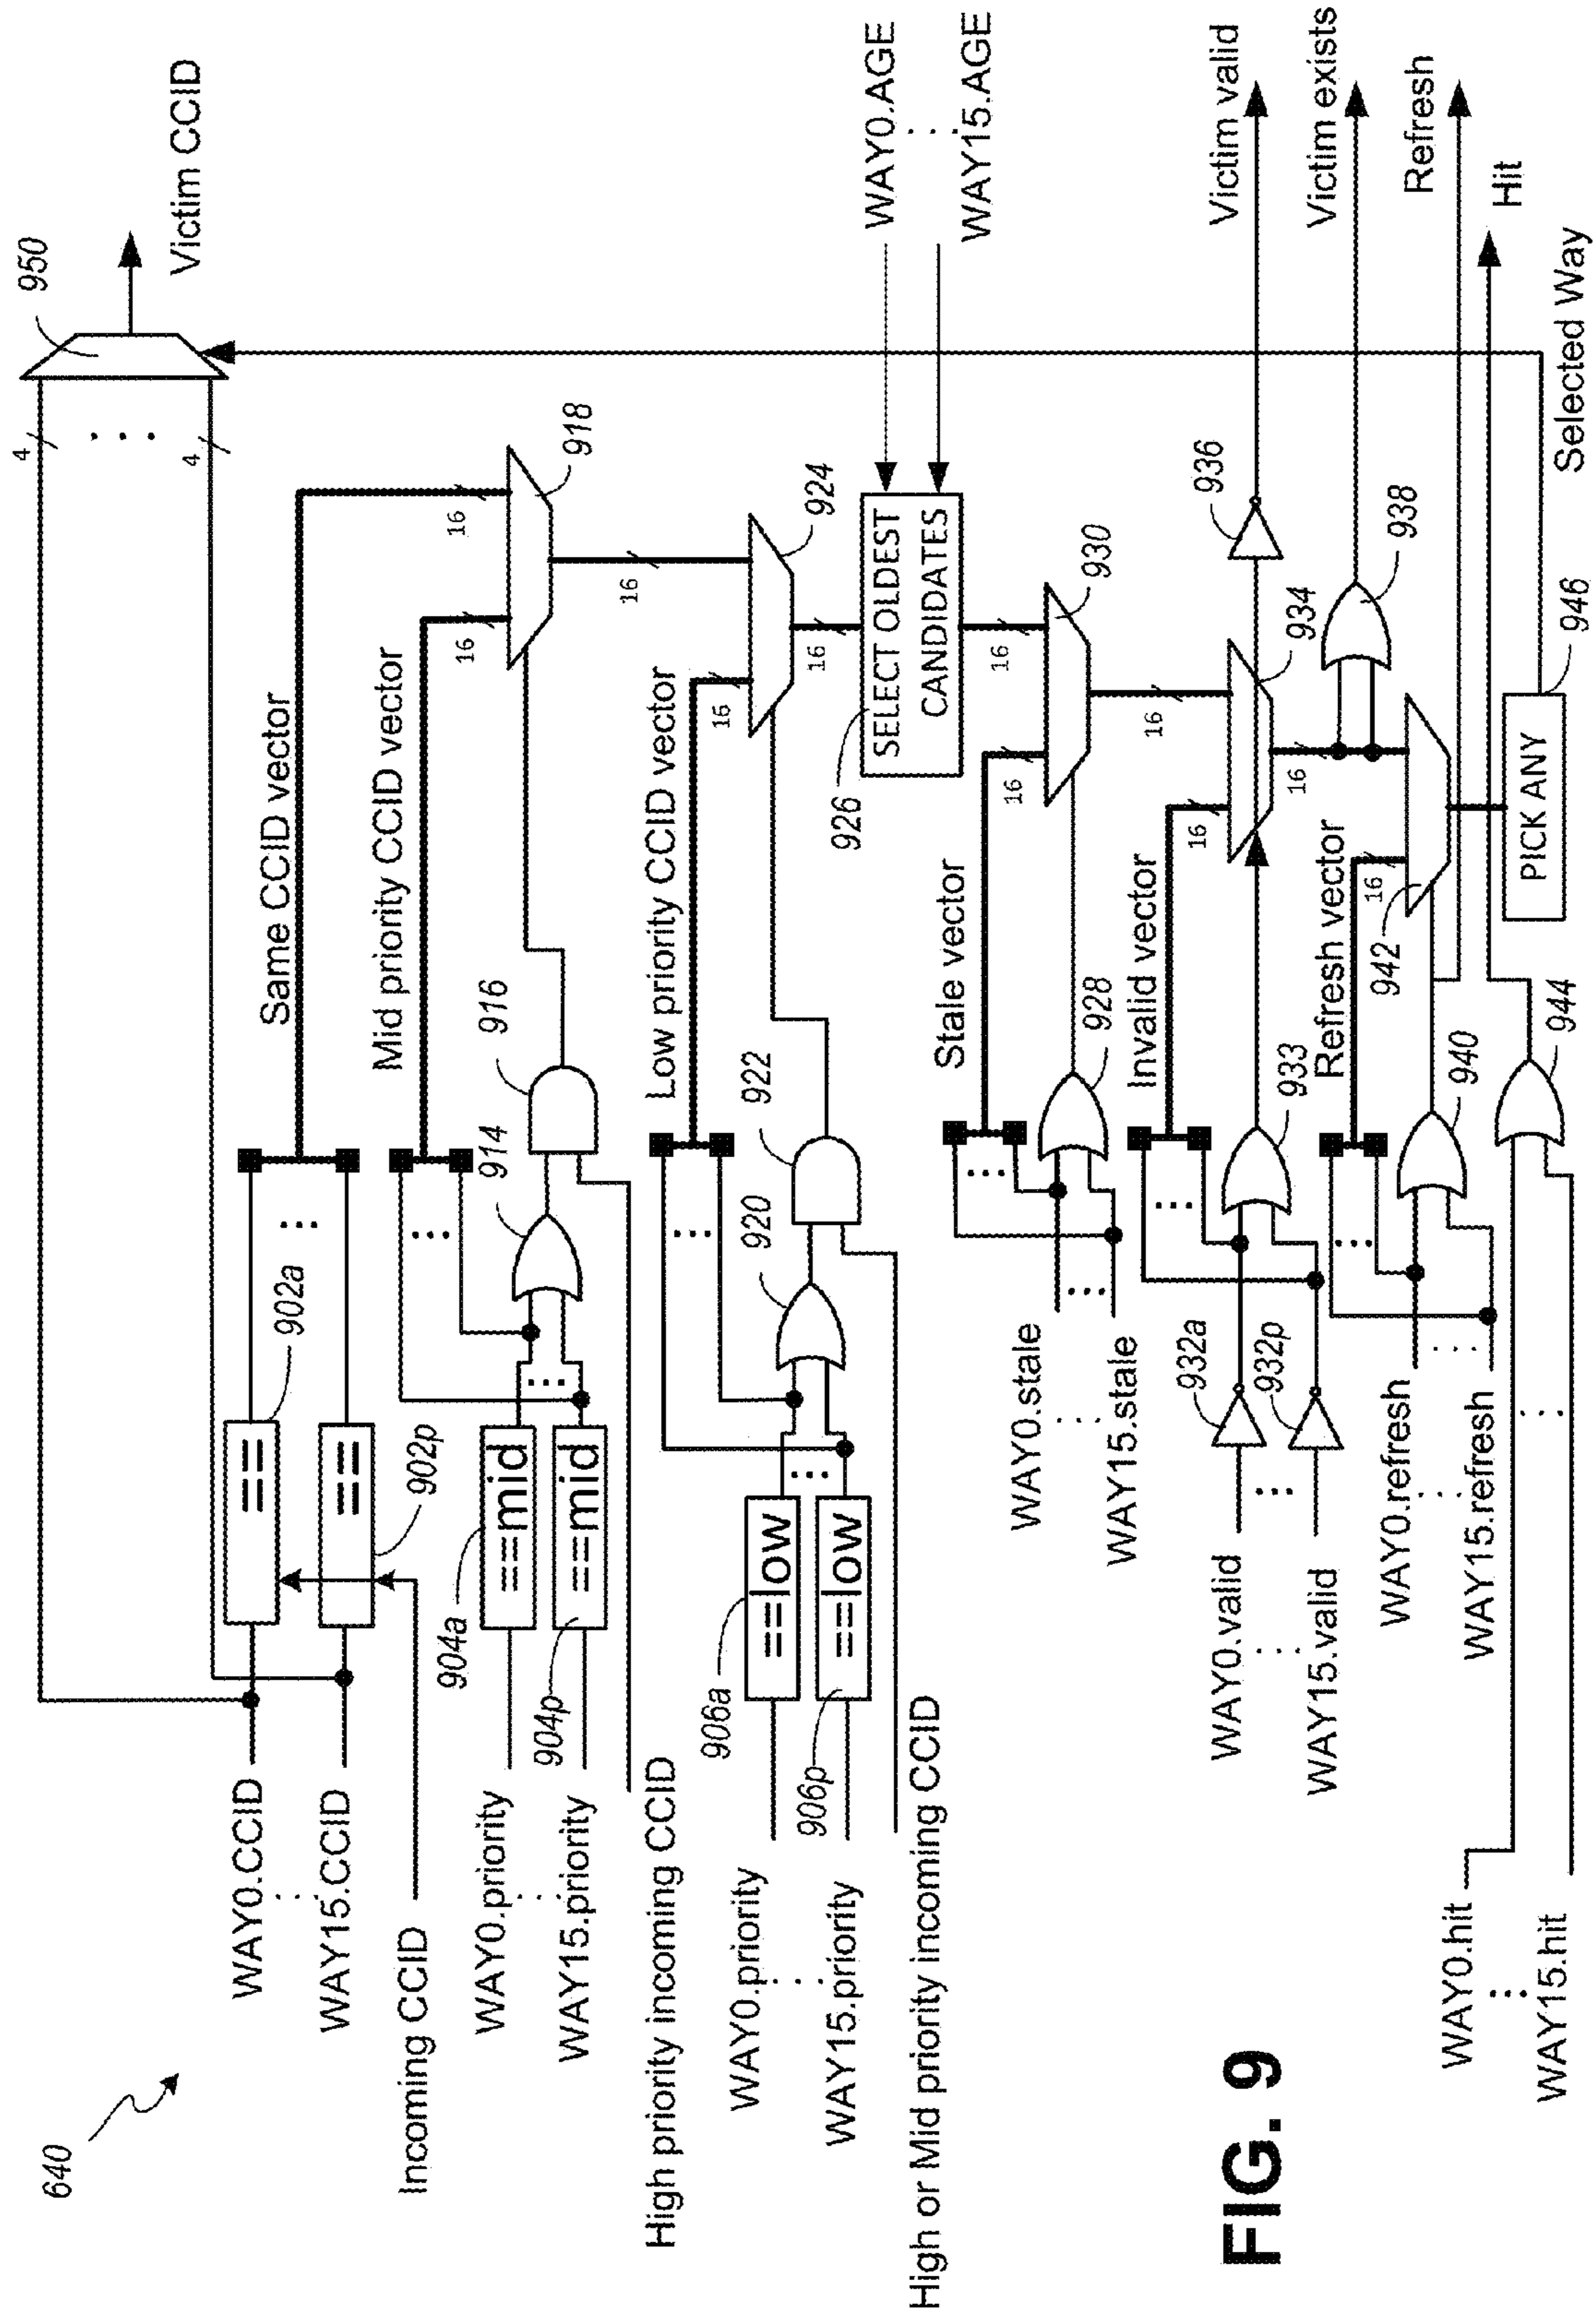 640
WAY0.CCID
WAY15.CCID
Incoming CCID
902a
==
==
902p
Same CCID vector
4
4
950
Victim CCID
WAY0.priority
WAY15.priority
904a
==mid
==mid
904p
High priority incoming CCID
914
916
Mid priority CCID vector
16
16
918
WAY0.priority
WAY15.priority
906a
==low
==low
906p
High or Mid priority incoming CCID
920
922
Low priority CCID vector
16
16
924
16
926
SELECT OLDEST
CANDIDATES
WAY0.AGE
WAY15.AGE
WAY0.stale
WAY15.stale
Stale vector
928
16
16
930
WAY0.valid
WAY15.valid
932a
932p
Invalid vector
933
16
16
934
936
Victim valid
938
Victim exists
WAY0.refresh
WAY15.refresh
Refresh vector
940
16
16
942
Refresh
WAY0.hit
WAY15.hit
944
Hit
PICK ANY
946
Selected Way
FIG. 9